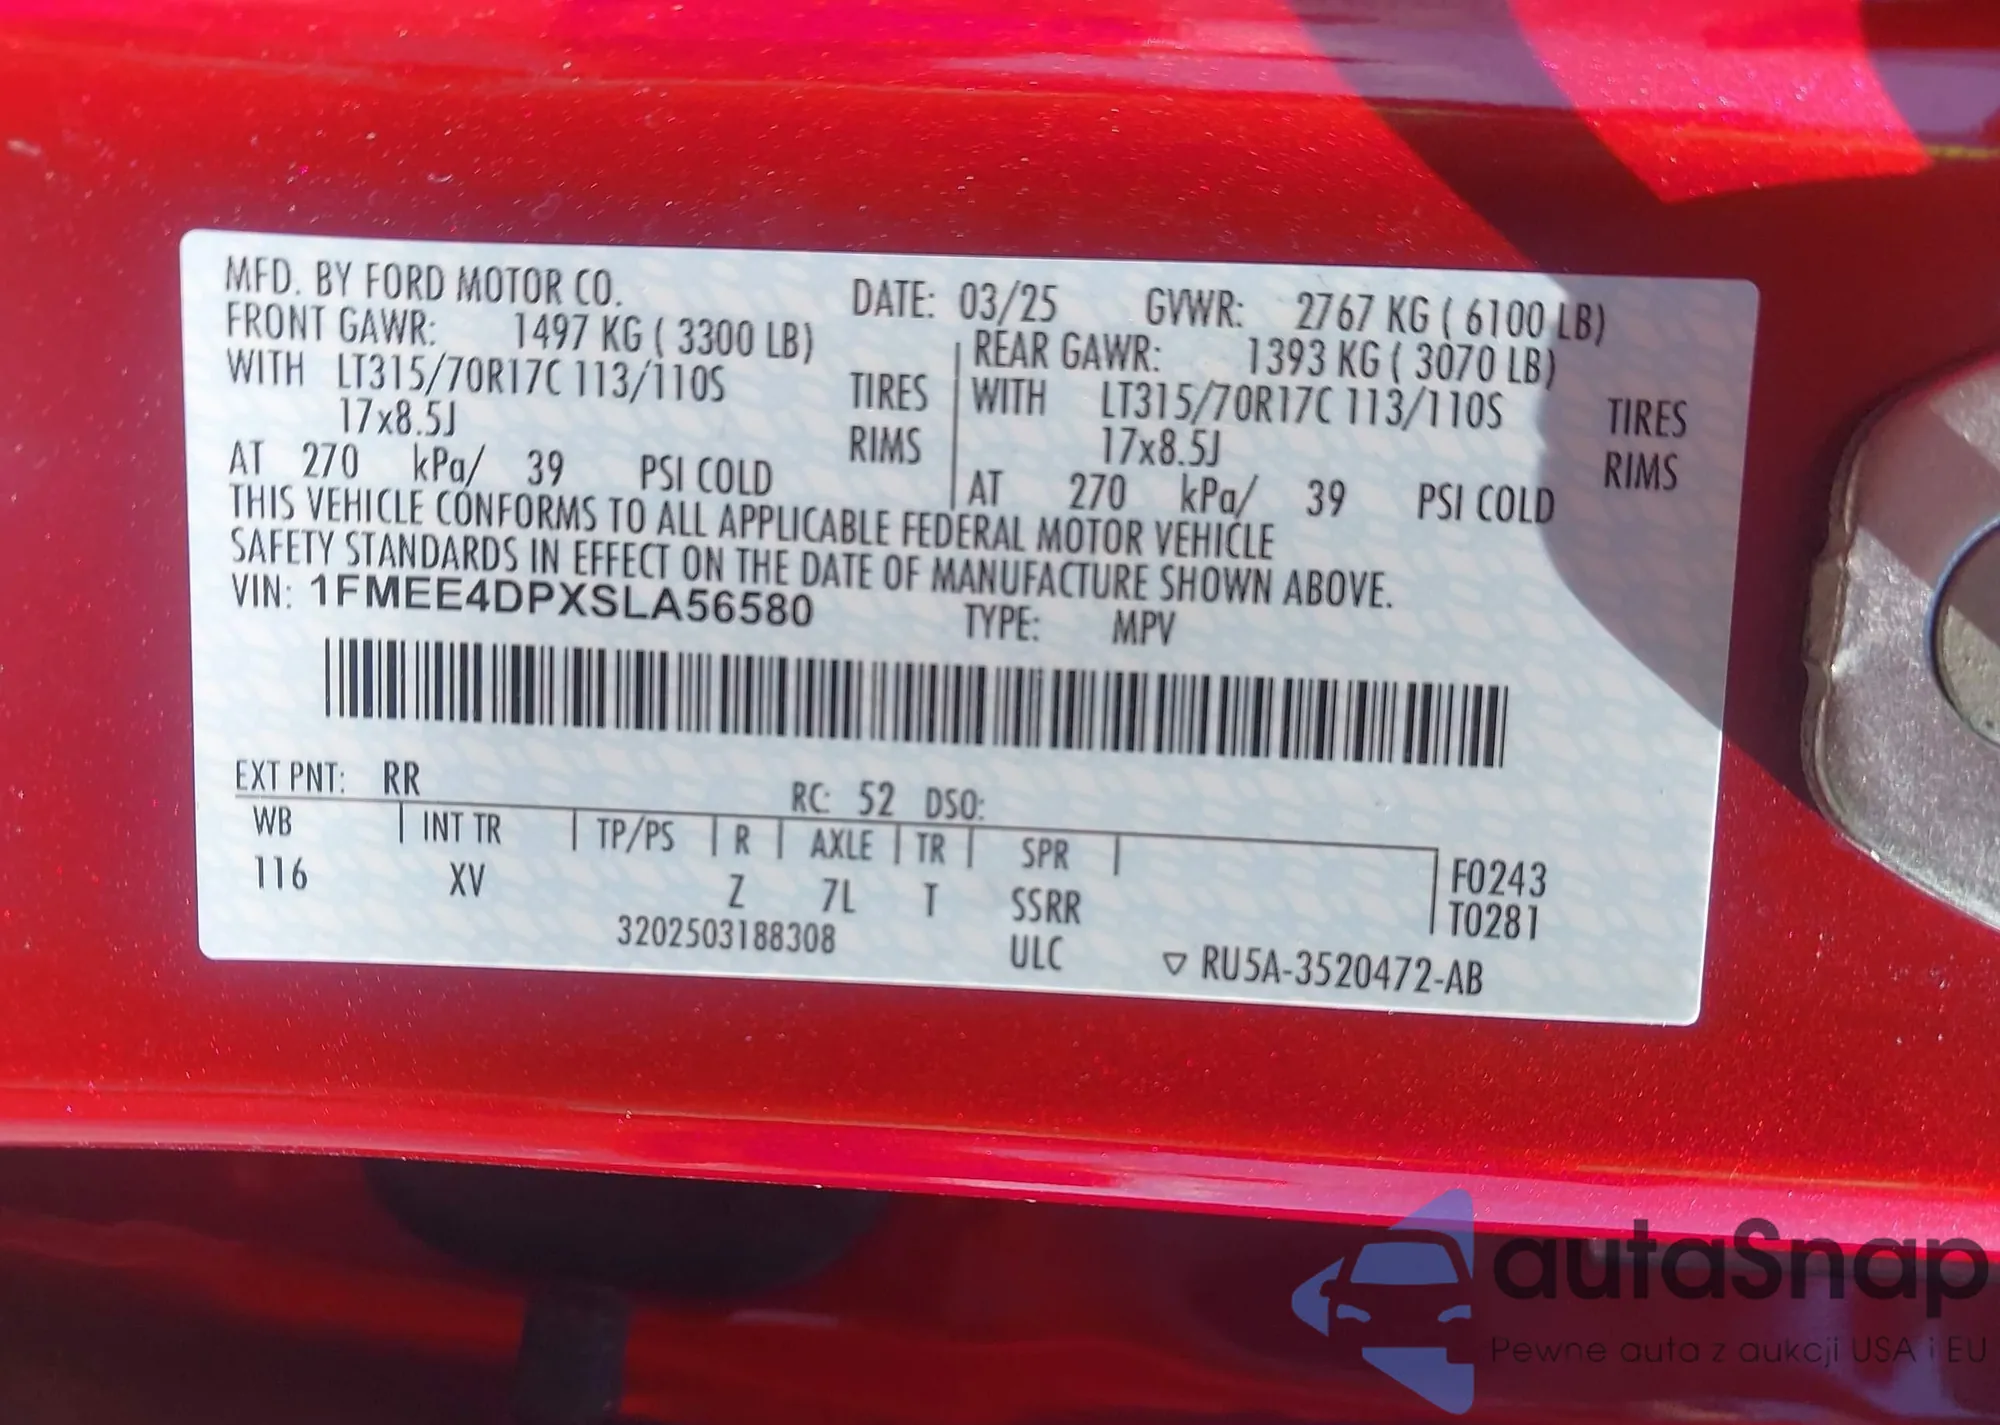 MFD. BY FORD MOTOR CO. DATE: 03/25 GVWR: 2767 KG ( 6100 LB)
FRONT GAWR: 1497 KG ( 3300 LB) REAR GAWR: 1393 KG ( 3070 LB)
WITH LT315/70R17C 113/110S TIRES WITH LT315/70R17C 113/110S TIRES
17x8.5J RIMS 17x8.5J RIMS
AT 270 kPa/ 39 PSI COLD AT 270 kPa/ 39 PSI COLD
THIS VEHICLE CONFORMS TO ALL APPLICABLE FEDERAL MOTOR VEHICLE
SAFETY STANDARDS IN EFFECT ON THE DATE OF MANUFACTURE SHOWN ABOVE.
VIN: 1FMEE4DPXSLA56580 TYPE: MPV
EXT PNT: RR RC: 52 DSO:
WB INT TR TP/PS R AXLE TR SPR F0243
116 XV Z 7L T SSRR T0281
3202503188308 ULC ▽ RU5A-3520472-AB
autaSnap
Pewne auta z aukcji USA i EU